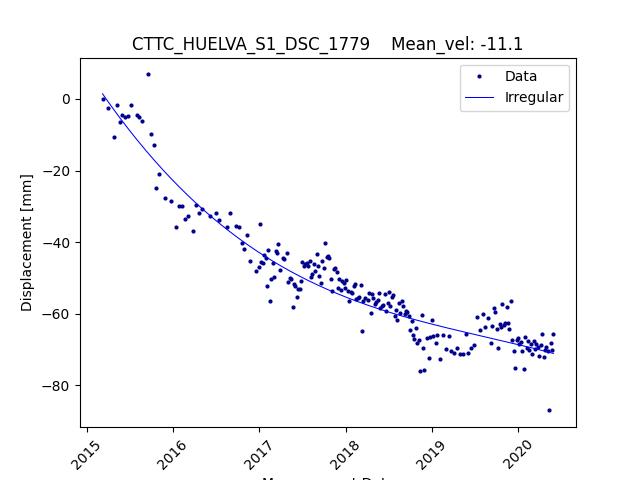 CTTC_HUELVA_S1_DSC_1779    Mean_vel: -11.1
Data
Irregular
Displacement [mm]
0
−20
−40
−60
−80
2015
2016
2017
2018
2019
2020